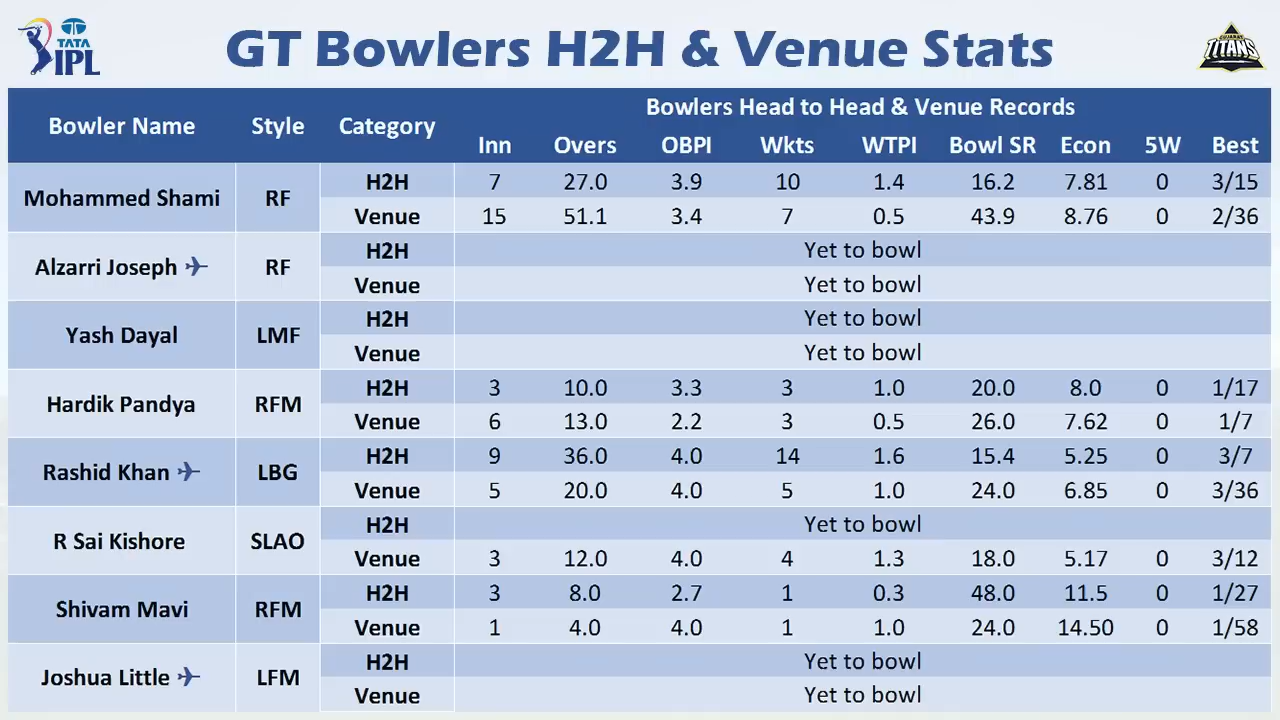 TATA
IPL
GT Bowlers H2H & Venue Stats
GUJARAT
TITANS
Bowler Name Style Category Bowlers Head to Head & Venue Records
Inn Overs OBPI Wkts WTPI Bowl SR Econ 5W Best
Mohammed Shami RF H2H 7 27.0 3.9 10 1.4 16.2 7.81 0 3/15
Venue 15 51.1 3.4 7 0.5 43.9 8.76 0 2/36
Alzarri Joseph RF H2H Yet to bowl
Venue Yet to bowl
Yash Dayal LMF H2H Yet to bowl
Venue Yet to bowl
Hardik Pandya RFM H2H 3 10.0 3.3 3 1.0 20.0 8.0 0 1/17
Venue 6 13.0 2.2 3 0.5 26.0 7.62 0 1/7
Rashid Khan LBG H2H 9 36.0 4.0 14 1.6 15.4 5.25 0 3/7
Venue 5 20.0 4.0 5 1.0 24.0 6.85 0 3/36
R Sai Kishore SLAO H2H Yet to bowl
Venue 3 12.0 4.0 4 1.3 18.0 5.17 0 3/12
Shivam Mavi RFM H2H 3 8.0 2.7 1 0.3 48.0 11.5 0 1/27
Venue 1 4.0 4.0 1 1.0 24.0 14.50 0 1/58
Joshua Little LFM H2H Yet to bowl
Venue Yet to bowl